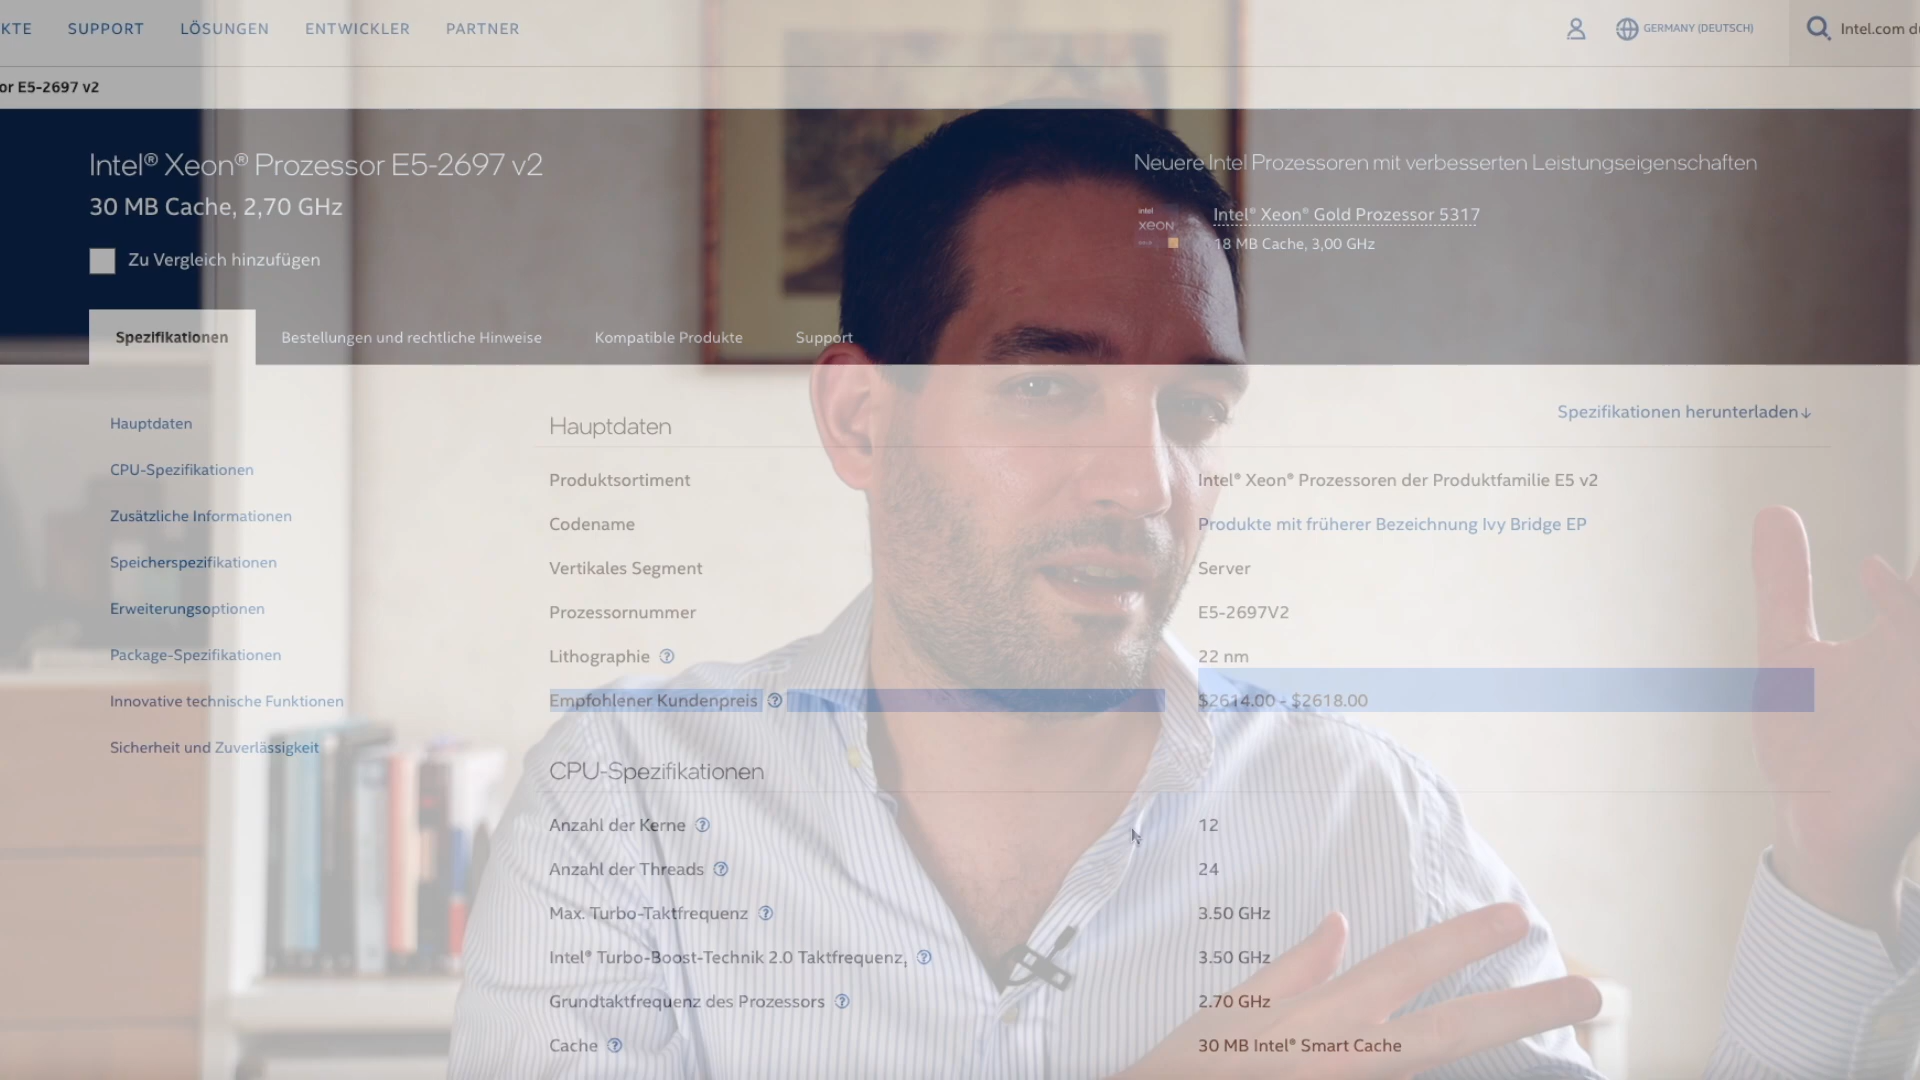 KTE SUPPORT LÖSUNGEN ENTWICKLER PARTNER GERMANY (DEUTSCH) Intel.com du
or E5-2697 v2
Intel® Xeon® Prozessor E5-2697 v2
30 MB Cache, 2,70 GHz
Zu Vergleich hinzufügen
Neuere Intel Prozessoren mit verbesserten Leistungseigenschaften
intel
XEON
Intel® Xeon® Gold Prozessor 5317
18 MB Cache, 3,00 GHz
Spezifikationen Bestellungen und rechtliche Hinweise Kompatible Produkte Support
Hauptdaten
CPU-Spezifikationen
Zusätzliche Informationen
Speicherspezifikationen
Erweiterungsoptionen
Package-Spezifikationen
Innovative technische Funktionen
Sicherheit und Zuverlässigkeit
Spezifikationen herunterladen↓
Hauptdaten
Produktsortiment Intel® Xeon® Prozessoren der Produktfamilie E5 v2
Codename Produkte mit früherer Bezeichnung Ivy Bridge EP
Vertikales Segment Server
Prozessornummer E5-2697V2
Lithographie ? 22 nm
Empfohlener Kundenpreis ? $2614.00 - $2618.00
CPU-Spezifikationen
Anzahl der Kerne ? 12
Anzahl der Threads ? 24
Max. Turbo-Taktfrequenz ? 3.50 GHz
Intel® Turbo-Boost-Technik 2.0 Taktfrequenz, ? 3.50 GHz
Grundtaktfrequenz des Prozessors ? 2.70 GHz
Cache ? 30 MB Intel® Smart Cache